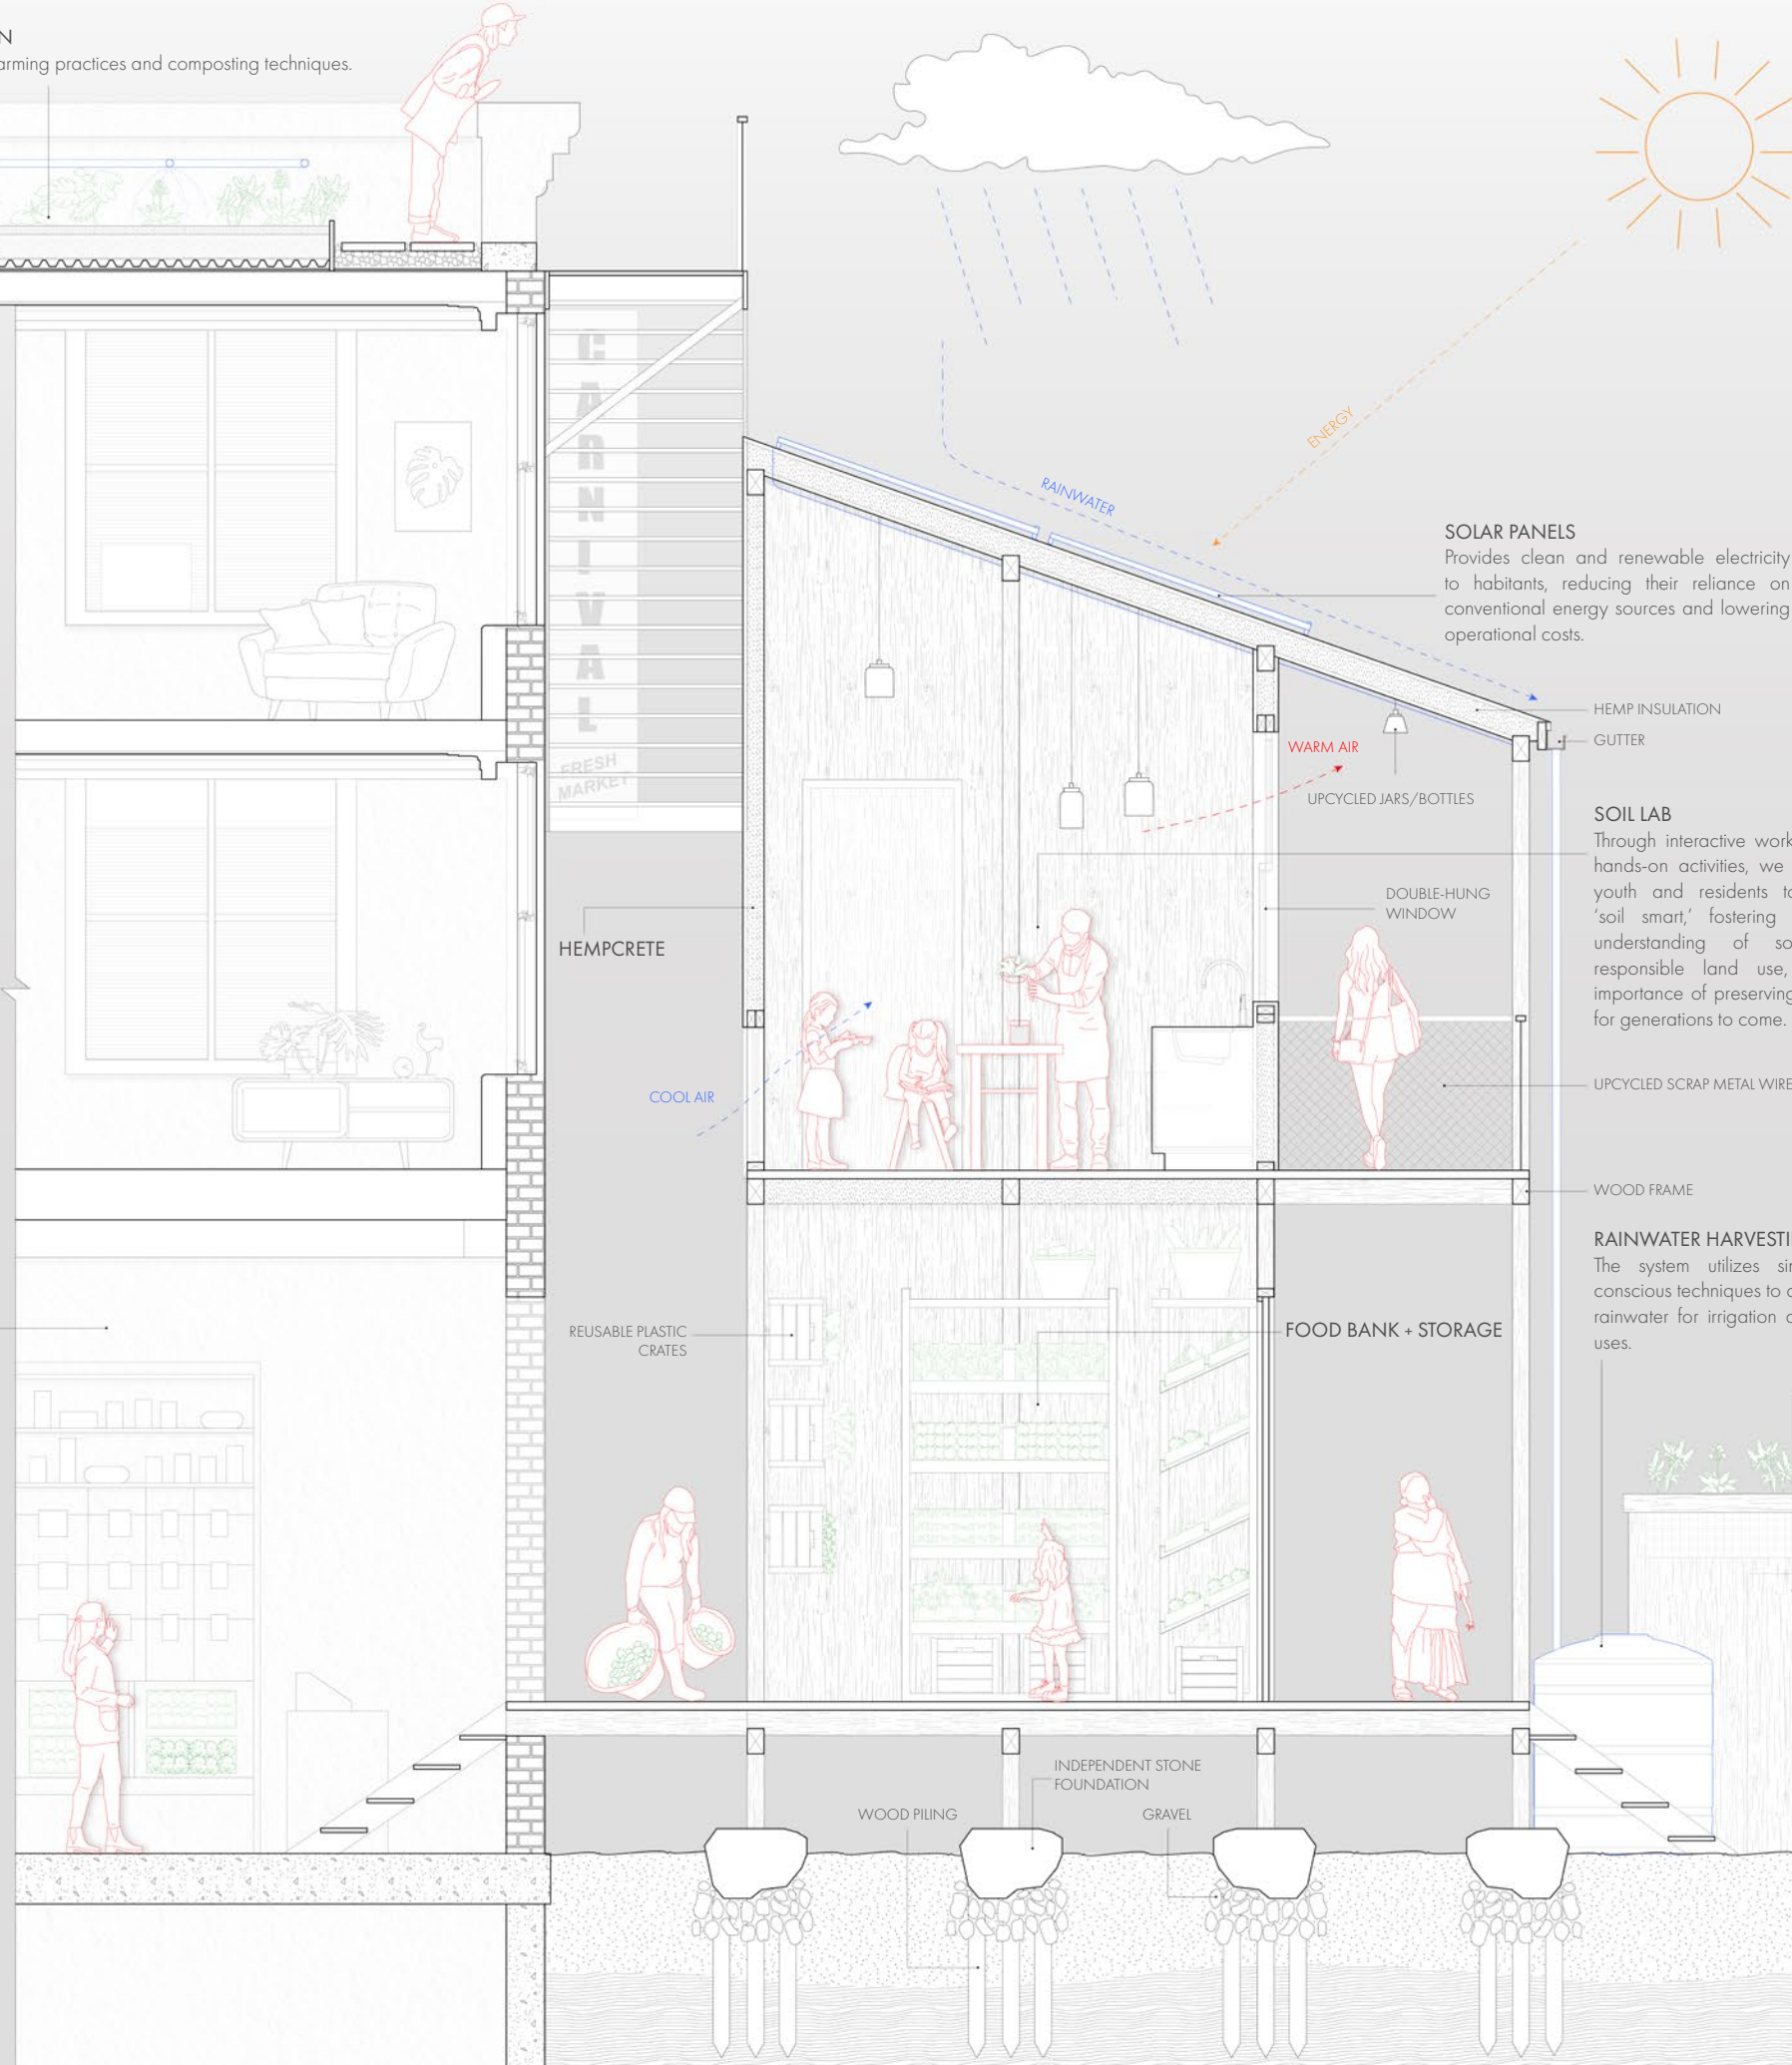 N
arming practices and composting techniques.
CARNIVAL
FRESH
MARKET
ENERGY
RAINWATER
SOLAR PANELS
Provides clean and renewable electricity
to habitants, reducing their reliance on
conventional energy sources and lowering
operational costs.
HEMP INSULATION
GUTTER
WARM AIR
UPCYCLED JARS/BOTTLES
SOIL LAB
Through interactive work
hands-on activities, we
youth and residents to
‘soil smart,’ fostering
understanding of so
responsible land use,
importance of preserving
for generations to come.
DOUBLE-HUNG
WINDOW
HEMPCRETE
COOL AIR
UPCYCLED SCRAP METAL WIRE
WOOD FRAME
RAINWATER HARVESTI
The system utilizes sim
conscious techniques to c
rainwater for irrigation a
uses.
REUSABLE PLASTIC
CRATES
FOOD BANK + STORAGE
INDEPENDENT STONE
FOUNDATION
WOOD PILING
GRAVEL